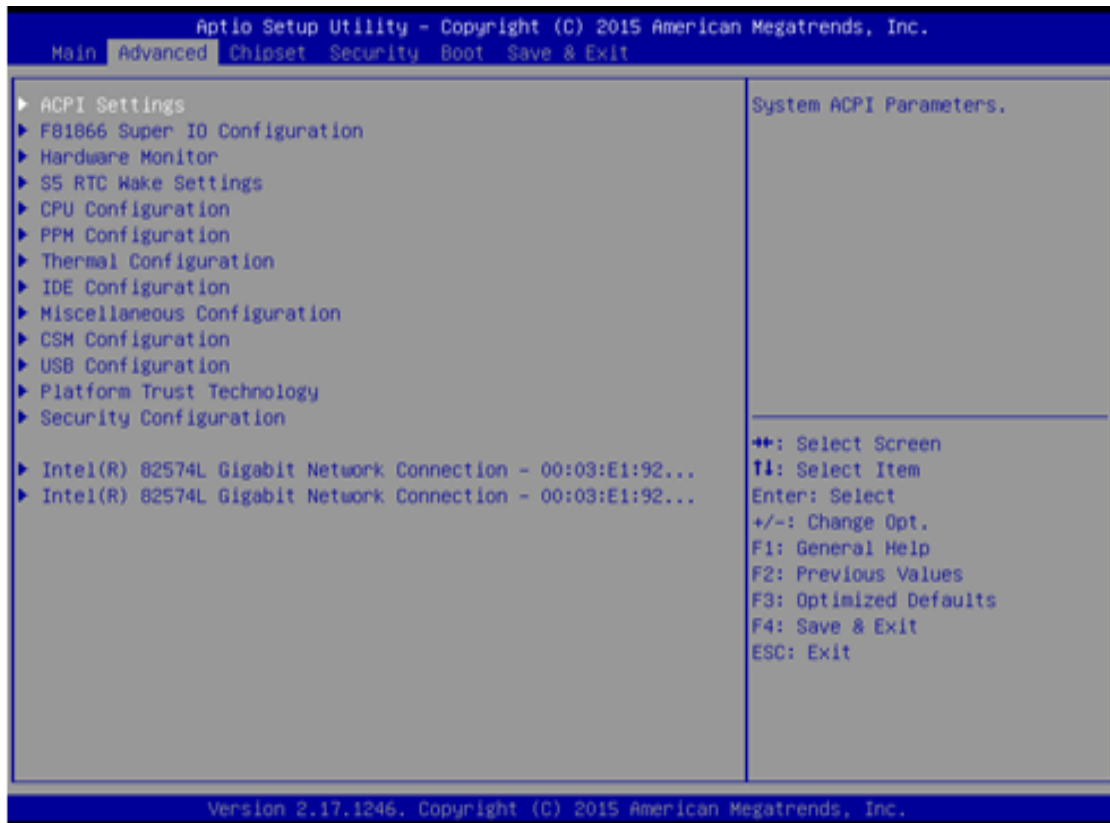 Aptio Setup Utility - Copyright (C) 2015 American Megatrends, Inc.
Main Advanced Chipset Security Boot Save & Exit
ACPI Settings
F81866 Super IO Configuration
Hardware Monitor
S5 RTC Wake Settings
CPU Configuration
PPM Configuration
Thermal Configuration
IDE Configuration
Miscellaneous Configuration
CSM Configuration
USB Configuration
Platform Trust Technology
Security Configuration
Intel(R) 82574L Gigabit Network Connection - 00:03:E1:92...
Intel(R) 82574L Gigabit Network Connection - 00:03:E1:92...
System ACPI Parameters.
→←: Select Screen
↑↓: Select Item
Enter: Select
+/-: Change Opt.
F1: General Help
F2: Previous Values
F3: Optimized Defaults
F4: Save & Exit
ESC: Exit
Version 2.17.1246. Copyright (C) 2015 American Megatrends, Inc.